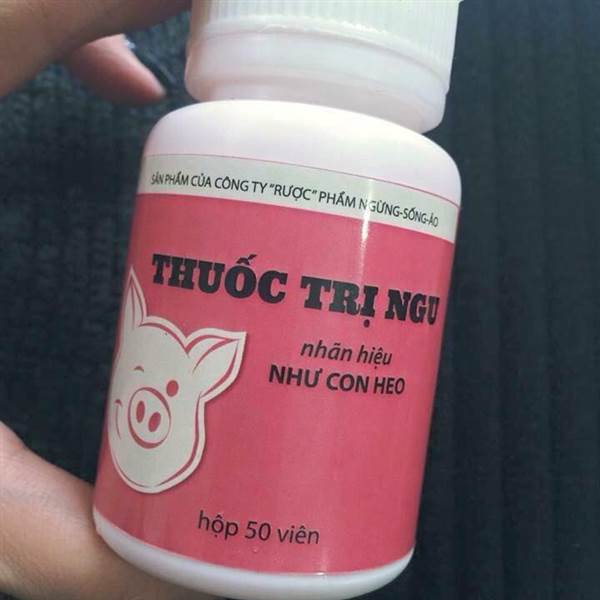 SẢN PHẨM CỦA CÔNG TY "RƯỢC" PHẨM NGỪNG-SỐNG-ẢO
THUỐC TRỊ NGU
nhãn hiệu
NHƯ CON HEO
hộp 50 viên